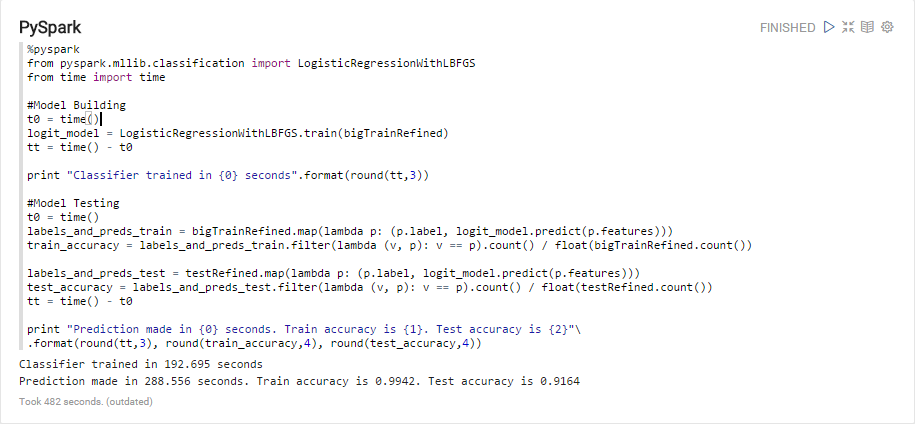 PySpark
FINISHED
%pyspark
from pyspark.mllib.classification import LogisticRegressionWithLBFGS
from time import time
#Model Building
t0 = time()
logit_model = LogisticRegressionWithLBFGS.train(bigTrainRefined)
tt = time() - t0
print "Classifier trained in {0} seconds".format(round(tt,3))
#Model Testing
t0 = time()
labels_and_preds_train = bigTrainRefined.map(lambda p: (p.label, logit_model.predict(p.features)))
train_accuracy = labels_and_preds_train.filter(lambda (v, p): v == p).count() / float(bigTrainRefined.count())
labels_and_preds_test = testRefined.map(lambda p: (p.label, logit_model.predict(p.features)))
test_accuracy = labels_and_preds_test.filter(lambda (v, p): v == p).count() / float(testRefined.count())
tt = time() - t0
print "Prediction made in {0} seconds. Train accuracy is {1}. Test accuracy is {2}"\
.format(round(tt,3), round(train_accuracy,4), round(test_accuracy,4))
Classifier trained in 192.695 seconds
Prediction made in 288.556 seconds. Train accuracy is 0.9942. Test accuracy is 0.9164
Took 482 seconds. (outdated)